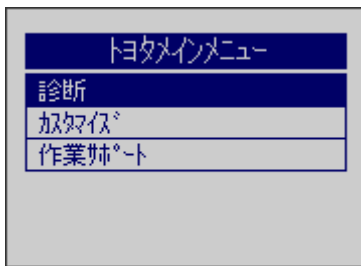 トヨタメインメニュー
診断
ｶｽﾀﾏｲｽﾞ
作業ｻﾎﾟｰﾄ